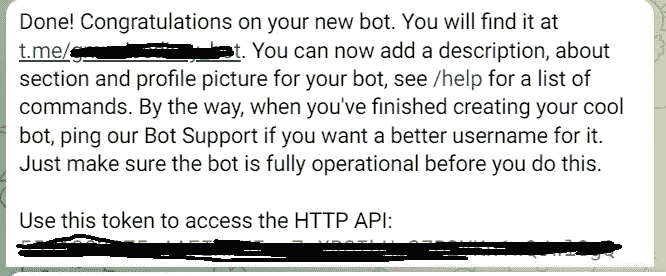 Done! Congratulations on your new bot. You will find it at
t.me/ t. You can now add a description, about
section and profile picture for your bot, see /help for a list of
commands. By the way, when you've finished creating your cool
bot, ping our Bot Support if you want a better username for it.
Just make sure the bot is fully operational before you do this.
Use this token to access the HTTP API: